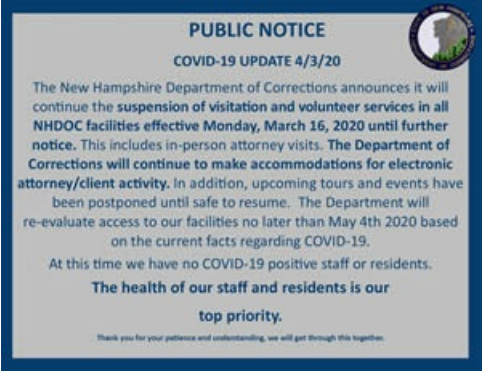 PUBLIC NOTICE
COVID-19 UPDATE 4/3/20
The New Hampshire Department of Corrections announces it will
continue the suspension of visitation and volunteer services in all
NHDOC facilities effective Monday, March 16, 2020 until further
notice. This includes in-person attorney visits. The Department of
Corrections will continue to make accommodations for electronic
attorney/client activity. In addition, upcoming tours and events have
been postponed until safe to resume. The Department will
re-evaluate access to our facilities no later than May 4th 2020 based
on the current facts regarding COVID-19.
At this time we have no COVID-19 positive staff or residents.
The health of our staff and residents is our
top priority.
Thank you for your patience and understanding, we will get through this together.